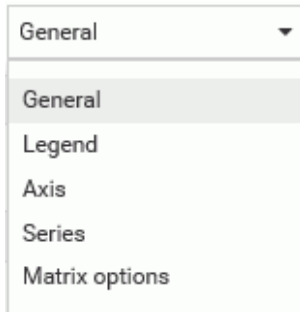 General
General
Legend
Axis
Series
Matrix options